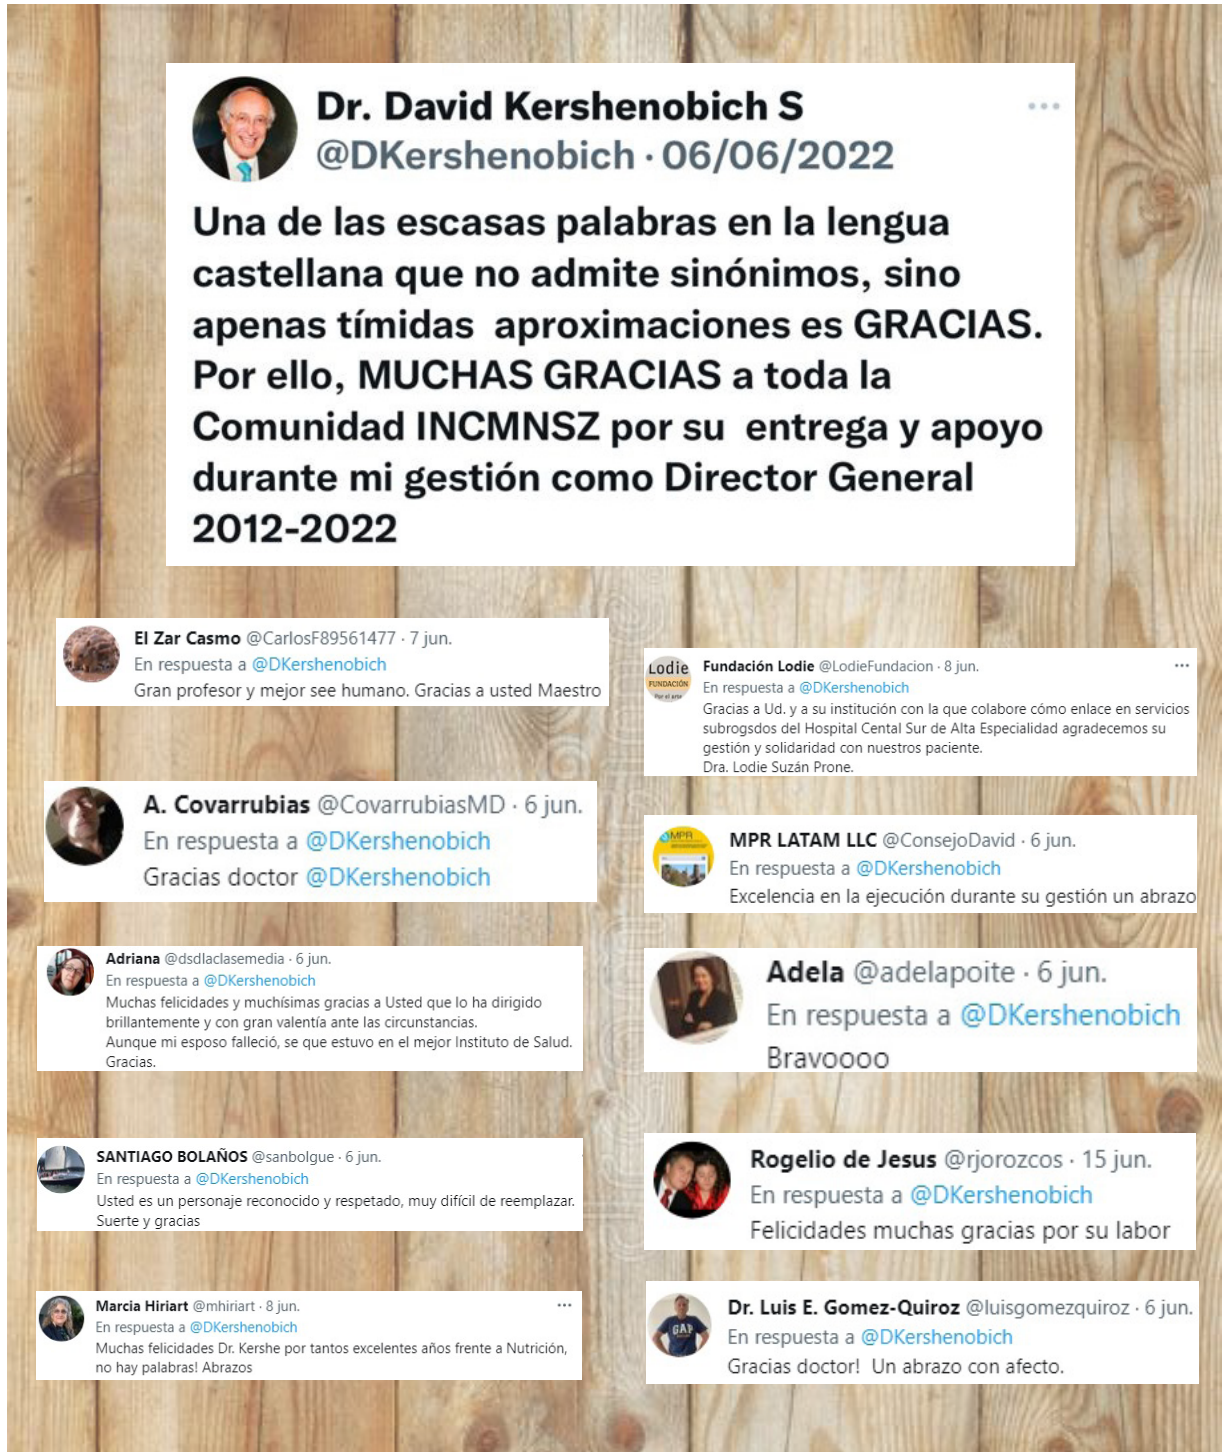 Dr. David Kershenobich S
@DKershenobich · 06/06/2022
Una de las escasas palabras en la lengua
castellana que no admite sinónimos, sino
apenas tímidas aproximaciones es GRACIAS.
Por ello, MUCHAS GRACIAS a toda la
Comunidad INCMNSZ por su entrega y apoyo
durante mi gestión como Director General
2012-2022
El Zar Casmo @CarlosF89561477 · 7 jun.
En respuesta a @DKershenobich
Gran profesor y mejor see humano. Gracias a usted Maestro
Lodie
FUNDACIÓN
Por el arte
Fundación Lodie @LodieFundacion · 8 jun.
En respuesta a @DKershenobich
Gracias a Ud. y a su institución con la que colabore cómo enlace en servicios
subrogsdos del Hospital Cental Sur de Alta Especialidad agradecemos su
gestión y solidaridad con nuestros paciente.
Dra. Lodie Suzán Prone.
A. Covarrubias @CovarrubiasMD · 6 jun.
En respuesta a @DKershenobich
Gracias doctor @DKershenobich
MPR
MPR LATAM LLC @ConsejoDavid · 6 jun.
En respuesta a @DKershenobich
Excelencia en la ejecución durante su gestión un abrazo
Adriana @dsdlaclasemedia · 6 jun.
En respuesta a @DKershenobich
Muchas felicidades y muchísimas gracias a Usted que lo ha dirigido
brillantemente y con gran valentía ante las circunstancias.
Aunque mi esposo falleció, se que estuvo en el mejor Instituto de Salud.
Gracias.
Adela @adelapoite · 6 jun.
En respuesta a @DKershenobich
Bravoooo
SANTIAGO BOLAÑOS @sanbolgue · 6 jun.
En respuesta a @DKershenobich
Usted es un personaje reconocido y respetado, muy difícil de reemplazar.
Suerte y gracias
Rogelio de Jesus @rjorozcos · 15 jun.
En respuesta a @DKershenobich
Felicidades muchas gracias por su labor
Marcia Hiriart @mhiriart · 8 jun.
En respuesta a @DKershenobich
Muchas felicidades Dr. Kershe por tantos excelentes años frente a Nutrición,
no hay palabras! Abrazos
GAP
Dr. Luis E. Gomez-Quiroz @luisgomezquiroz · 6 jun.
En respuesta a @DKershenobich
Gracias doctor! Un abrazo con afecto.